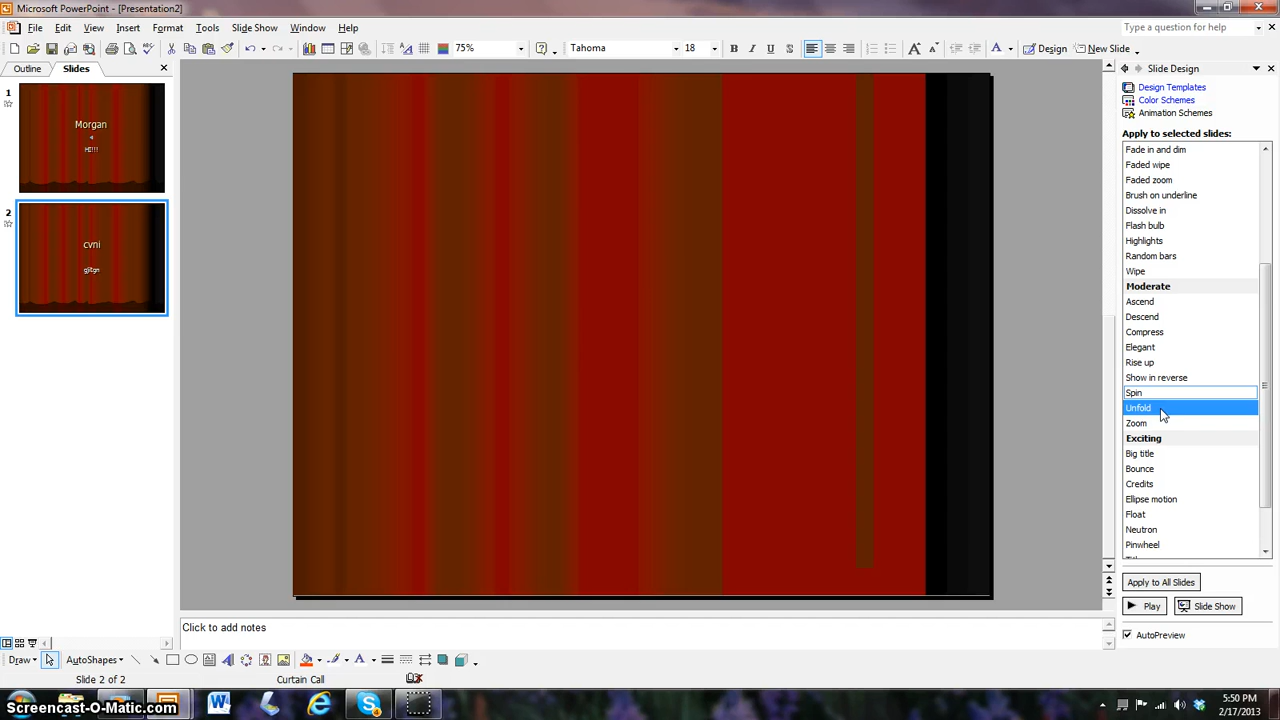 Microsoft PowerPoint - [Presentation2]
File Edit View Insert Format Tools Slide Show Window Help
Type a question for help
75% Tahoma 18 B I U S A Design New Slide
Outline Slides
Slide Design
1
Morgan
HI!!!
2
cvni
Design Templates
Color Schemes
Animation Schemes
Apply to selected slides:
Fade in and dim
Faded wipe
Faded zoom
Brush on underline
Dissolve in
Flash bulb
Highlights
Random bars
Wipe
Moderate
Ascend
Descend
Compress
Elegant
Rise up
Show in reverse
Spin
Unfold
Zoom
Exciting
Big title
Bounce
Credits
Ellipse motion
Float
Neutron
Pinwheel
Apply to All Slides
Play Slide Show
AutoPreview
Click to add notes
Draw AutoShapes
Slide 2 of 2 Curtain Call
Screencast-O-Matic.com
5:50 PM
2/17/2013